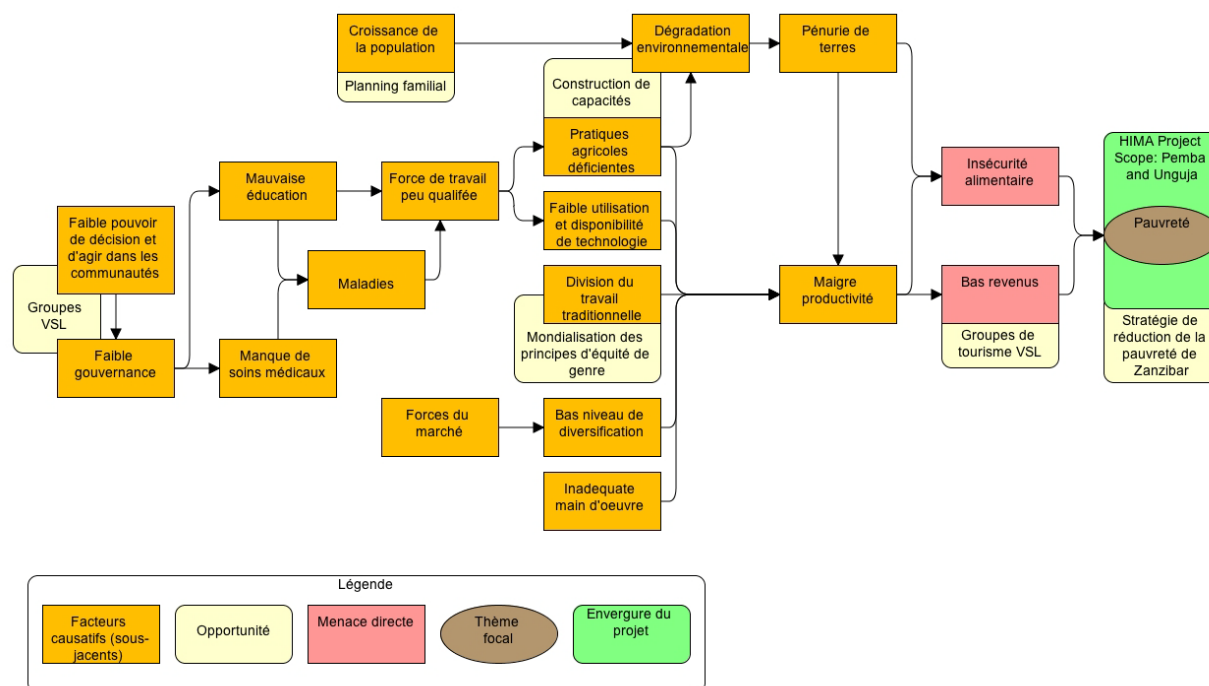 Croissance de
la population
Planning familial
Dégradation
environnementale
Pénurie de
terres
Construction de
capacités
Pratiques
agricoles
déficientes
Mauvaise
éducation
Force de travail
peu qualifée
Faible utilisation
et disponibilité
de technologie
Faible pouvoir
de décision et
d'agir dans les
communautés
Groupes
VSL
Faible
gouvernance
Maladies
Manque de
soins médicaux
Division du
travail
traditionnelle
Mondialisation des
principes d'équité de
genre
Forces du
marché
Bas niveau de
diversification
Inadequate
main d'oeuvre
Maigre
productivité
Insécurité
alimentaire
Bas revenus
Groupes de
tourisme VSL
HIMA Project
Scope: Pemba
and Unguja
Pauvreté
Stratégie de
réduction de la
pauvreté de
Zanzibar
Légende
Facteurs
causatifs (sous-
jacents)
Opportunité
Menace directe
Thème
focal
Envergure du
projet